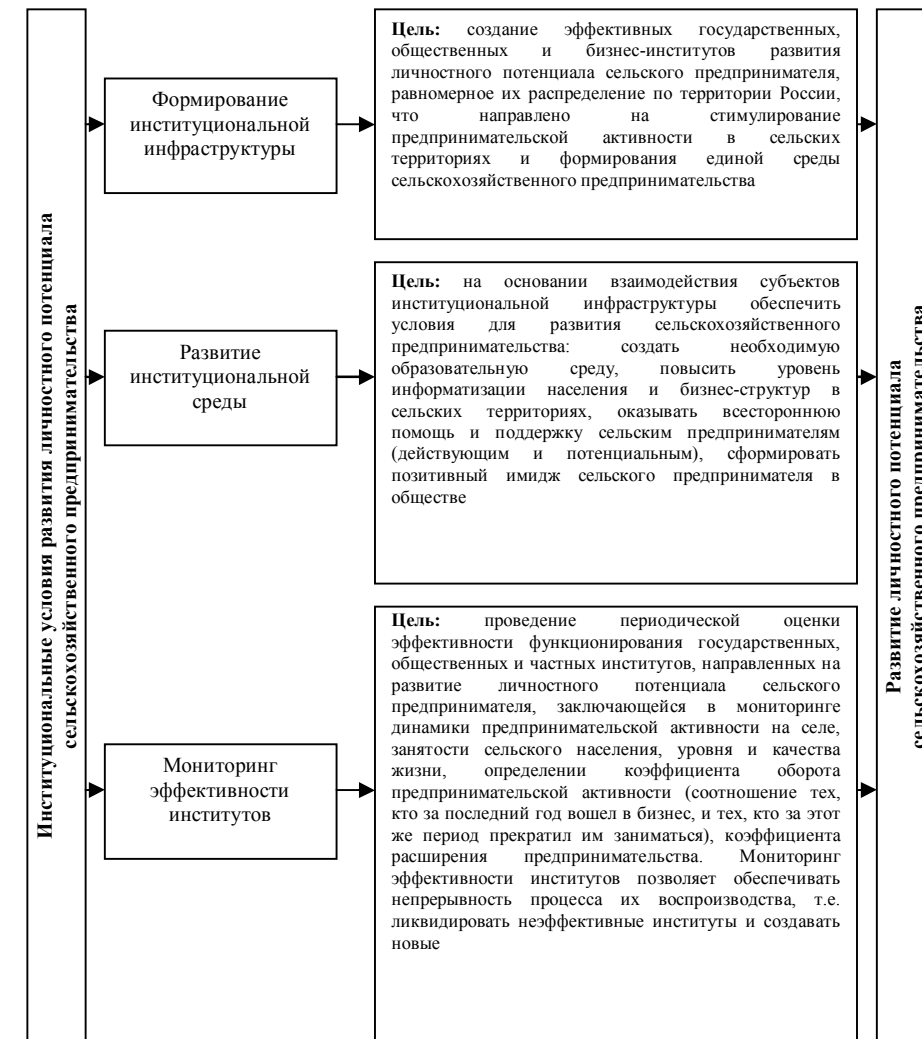 Институциональные условия развития личностного потенциала
сельскохозяйственного предпринимательства
Формирование
институциональной
инфраструктуры
Цель: создание эффективных государственных,
общественных и бизнес-институтов развития
личностного потенциала сельского предпринимателя,
равномерное их распределение по территории России,
что направлено на стимулирование
предпринимательской активности в сельских
территориях и формирования единой среды
сельскохозяйственного предпринимательства
Развитие
институциональной
среды
Цель: на основании взаимодействия субъектов
институциональной инфраструктуры обеспечить
условия для развития сельскохозяйственного
предпринимательства: создать необходимую
образовательную среду, повысить уровень
информатизации населения и бизнес-структур в
сельских территориях, оказывать всестороннюю
помощь и поддержку сельским предпринимателям
(действующим и потенциальным), сформировать
позитивный имидж сельского предпринимателя в
обществе
Мониторинг
эффективности
институтов
Цель: проведение периодической оценки
эффективности функционирования государственных,
общественных и частных институтов, направленных на
развитие личностного потенциала сельского
предпринимателя, заключающейся в мониторинге
динамики предпринимательской активности на селе,
занятости сельского населения, уровня и качества
жизни, определении коэффициента оборота
предпринимательской активности (соотношение тех,
кто за последний год вошел в бизнес, и тех, кто за этот
же период прекратил им заниматься), коэффициента
расширения предпринимательства. Мониторинг
эффективности институтов позволяет обеспечивать
непрерывность процесса их воспроизводства, т.е.
ликвидировать неэффективные институты и создавать
новые
Развитие личностного потенциала
сельскохозяйственного предпринимательства